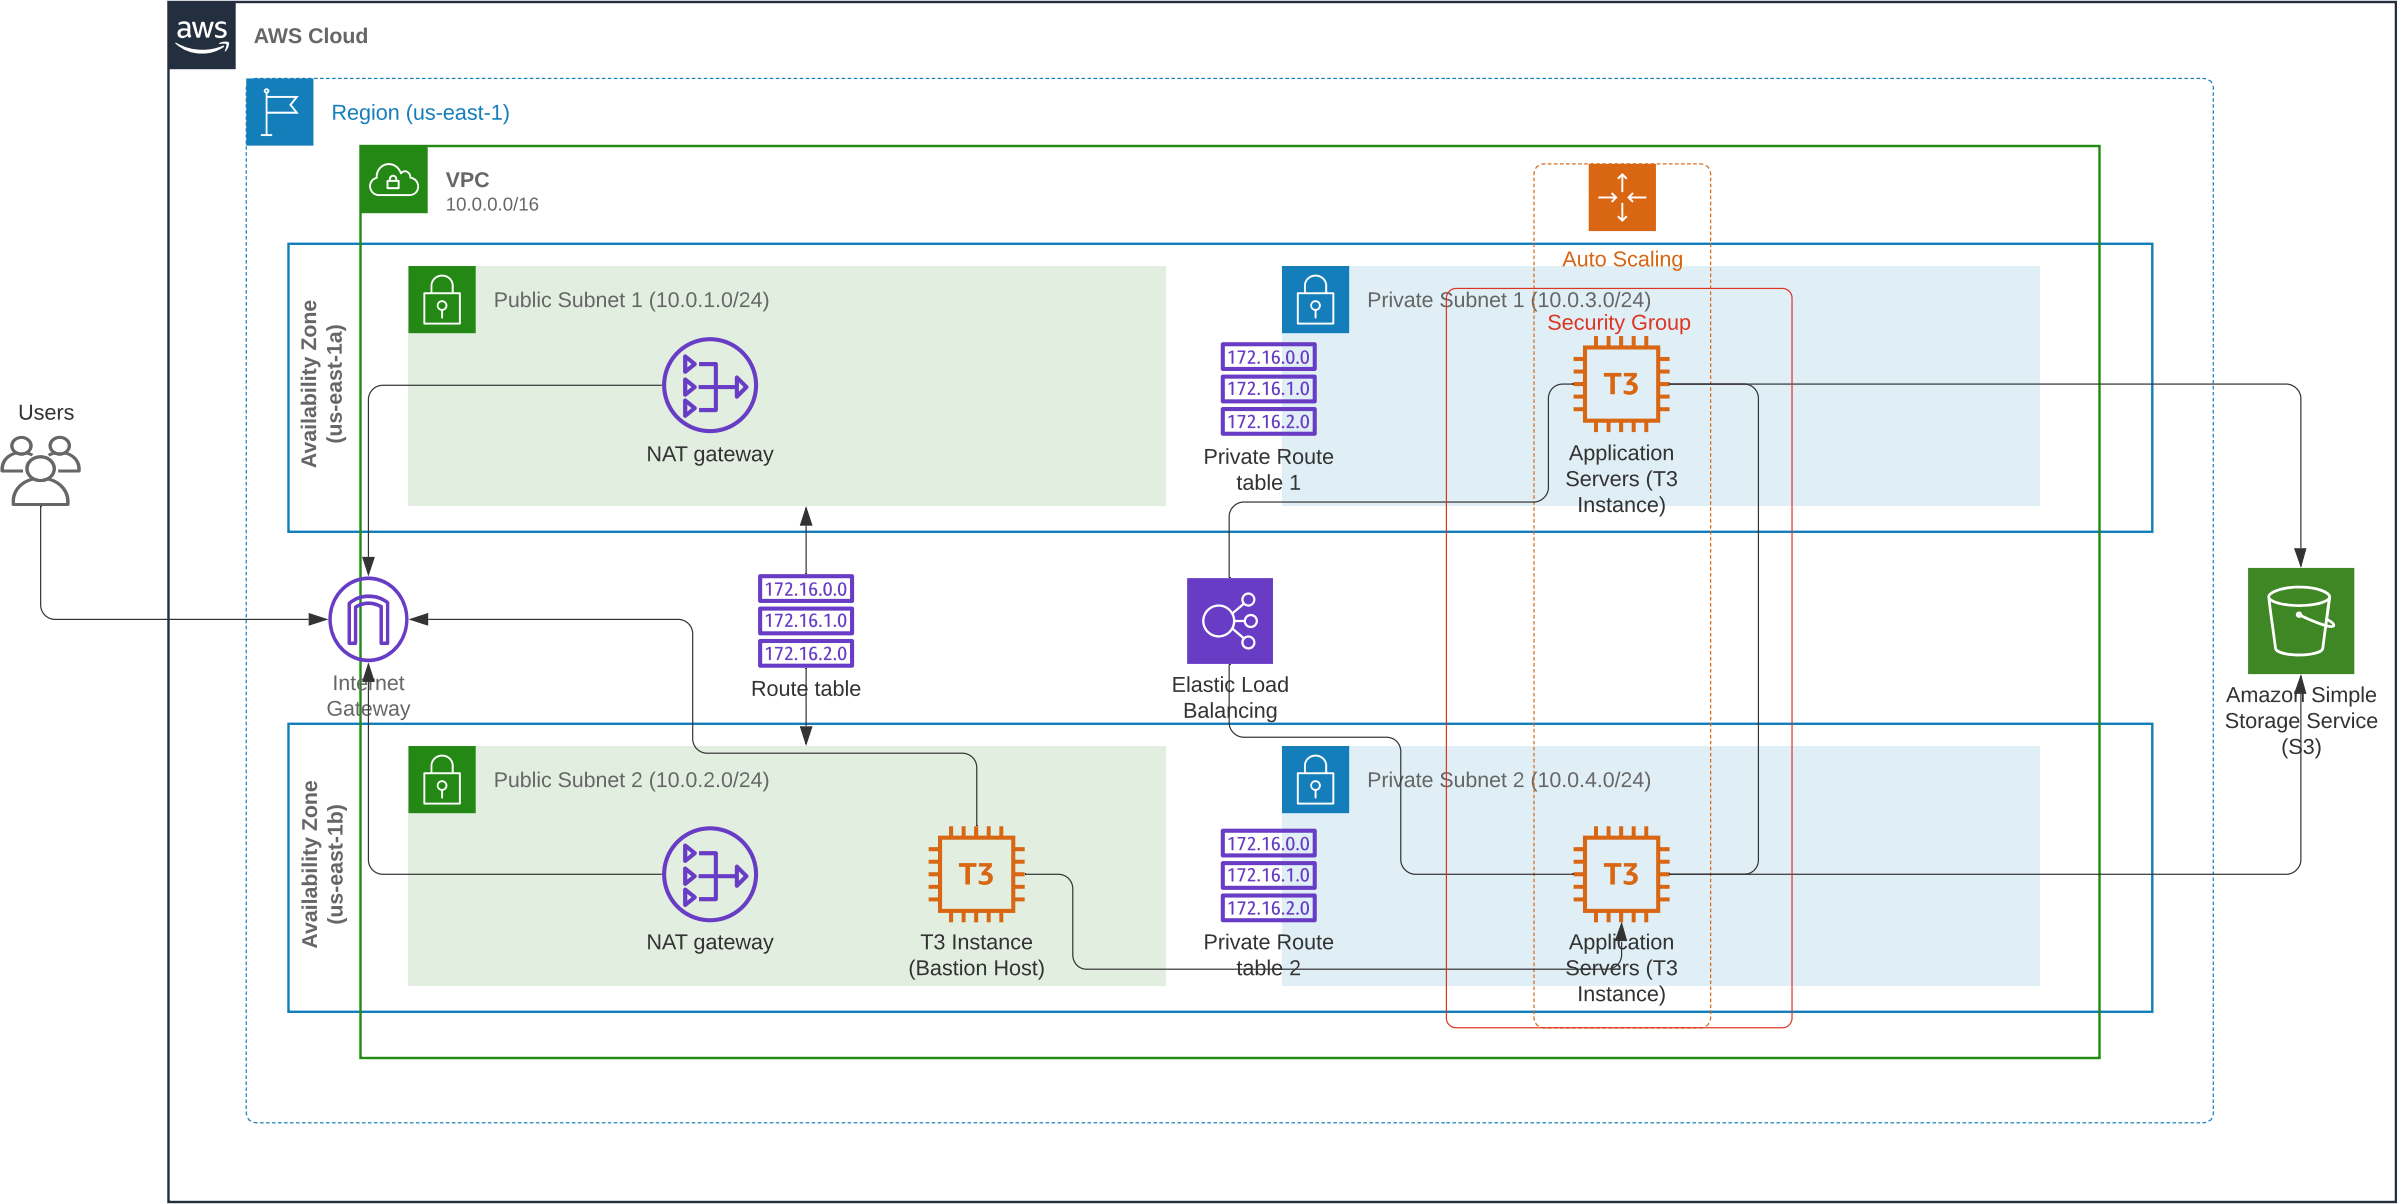 aws
AWS Cloud
Region (us-east-1)
VPC
10.0.0.0/16
Auto Scaling
Availability Zone
(us-east-1a)
Public Subnet 1 (10.0.1.0/24)
Private Subnet 1 (10.0.3.0/24)
Security Group
172.16.0.0
172.16.1.0
172.16.2.0
T3
Users
NAT gateway
Private Route
table 1
Application
Servers (T3
Instance)
172.16.0.0
172.16.1.0
172.16.2.0
Route table
Internet
Gateway
Elastic Load
Balancing
Amazon Simple
Storage Service
(S3)
Availability Zone
(us-east-1b)
Public Subnet 2 (10.0.2.0/24)
Private Subnet 2 (10.0.4.0/24)
T3
172.16.0.0
172.16.1.0
172.16.2.0
T3
NAT gateway
T3 Instance
(Bastion Host)
Private Route
table 2
Application
Servers (T3
Instance)